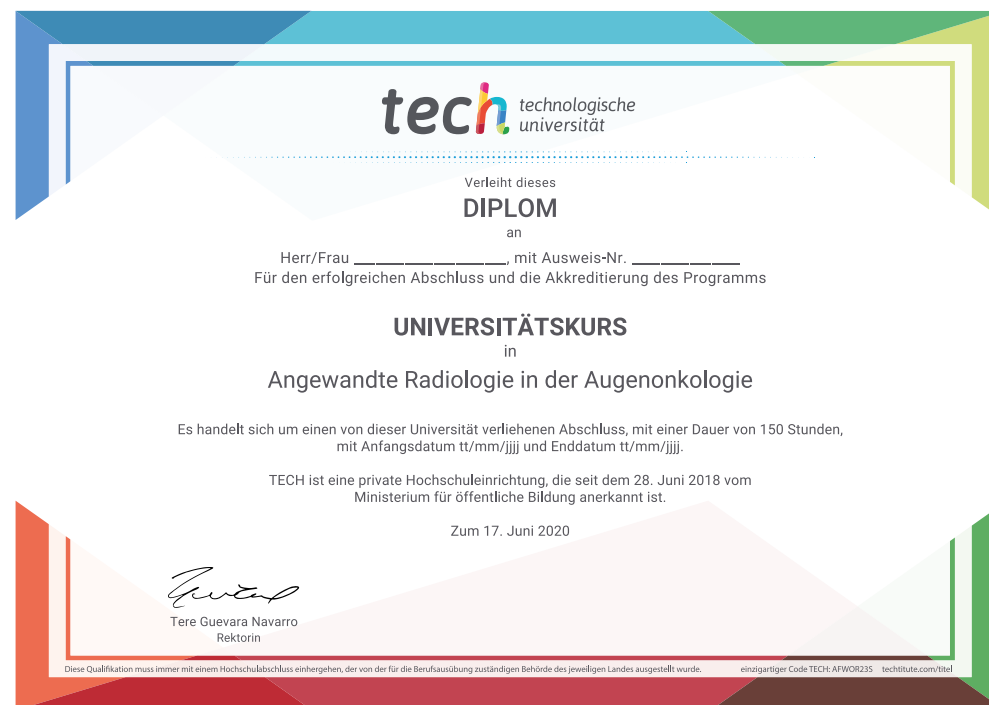 tech technologische
universität
Verleiht dieses
DIPLOM
an
Herr/Frau ____________________, mit Ausweis-Nr. ______________
Für den erfolgreichen Abschluss und die Akkreditierung des Programms
UNIVERSITÄTSKURS
in
Angewandte Radiologie in der Augenonkologie
Es handelt sich um einen von dieser Universität verliehenen Abschluss, mit einer Dauer von 150 Stunden,
mit Anfangsdatum tt/mm/jjjj und Enddatum tt/mm/jjjj.
TECH ist eine private Hochschuleinrichtung, die seit dem 28. Juni 2018 vom
Ministerium für öffentliche Bildung anerkannt ist.
Zum 17. Juni 2020
Tere Guevara Navarro
Rektorin
Diese Qualifikation muss immer mit einem Hochschulabschluss einhergehen, der von der für die Berufsausübung zuständigen Behörde des jeweiligen Landes ausgestellt wurde. einzigartiger Code TECH: AFWOR23S techtitute.com/titel